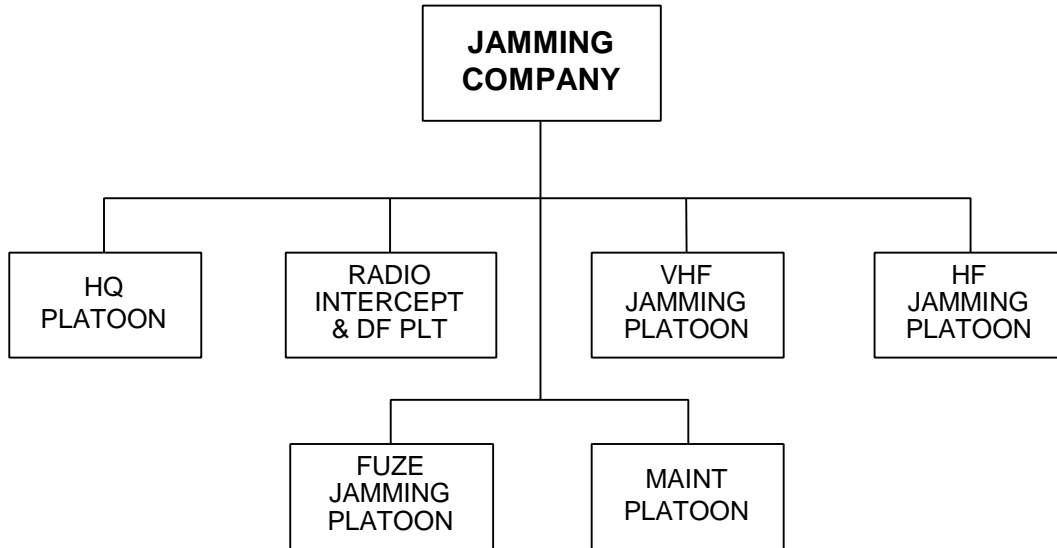 JAMMING
COMPANY
HQ
PLATOON
RADIO
INTERCEPT
& DF PLT
VHF
JAMMING
PLATOON
HF
JAMMING
PLATOON
FUZE
JAMMING
PLATOON
MAINT
PLATOON